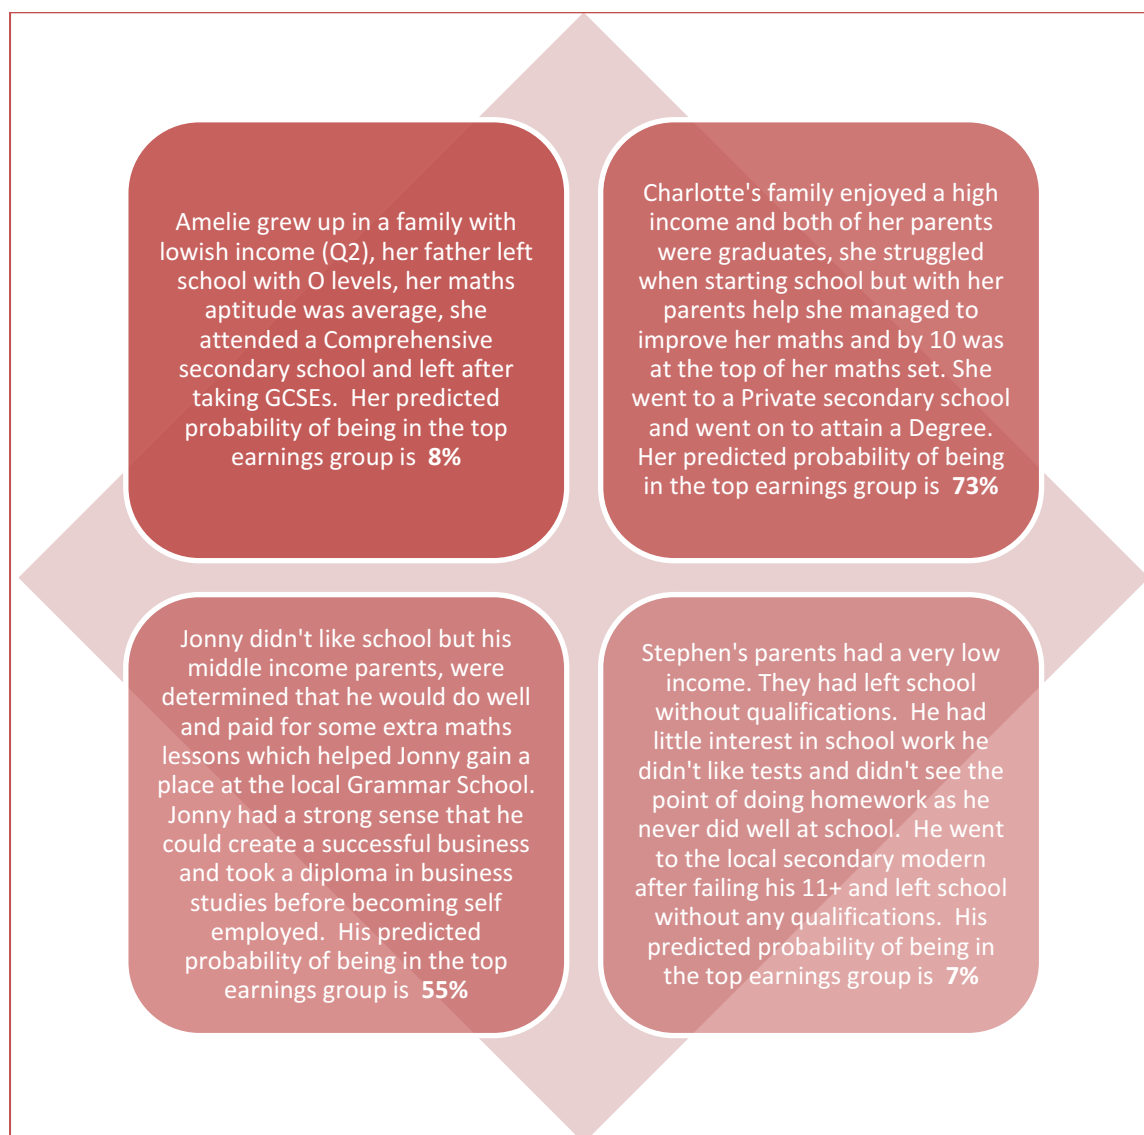 Amelie grew up in a family with
lowish income (Q2), her father left
school with O levels, her maths
aptitude was average, she
attended a Comprehensive
secondary school and left after
taking GCSEs.  Her predicted
probability of being in the top
earnings group is  8%
Charlotte's family enjoyed a high
income and both of her parents
were graduates, she struggled
when starting school but with her
parents help she managed to
improve her maths and by 10 was
at the top of her maths set. She
went to a Private secondary school
and went on to attain a Degree.
Her predicted probability of being
in the top earnings group is  73%
Jonny didn't like school but his
middle income parents, were
determined that he would do well
and paid for some extra maths
lessons which helped Jonny gain a
place at the local Grammar School.
Jonny had a strong sense that he
could create a successful business
and took a diploma in business
studies before becoming self
employed.  His predicted
probability of being in the top
earnings group is  55%
Stephen's parents had a very low
income. They had left school
without qualifications.  He had
little interest in school work he
didn't like tests and didn't see the
point of doing homework as he
never did well at school.  He went
to the local secondary modern
after failing his 11+ and left school
without any qualifications.  His
predicted probability of being in
the top earnings group is  7%